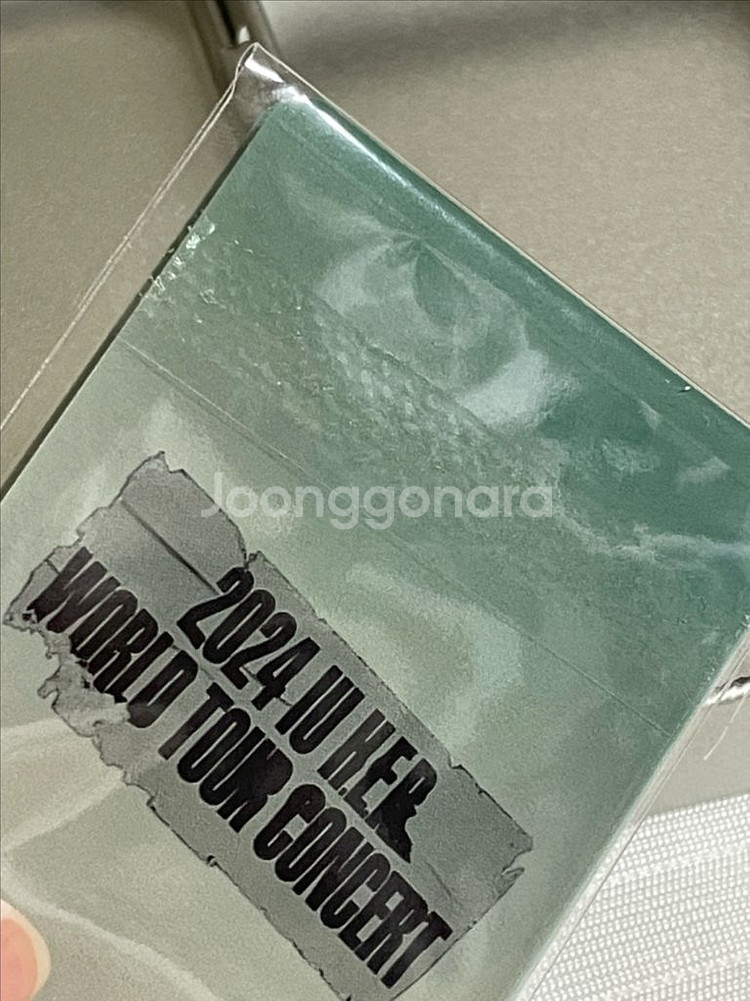 Joonggonara
2024 IU H.E.R.
WORLD TOUR CONCERT